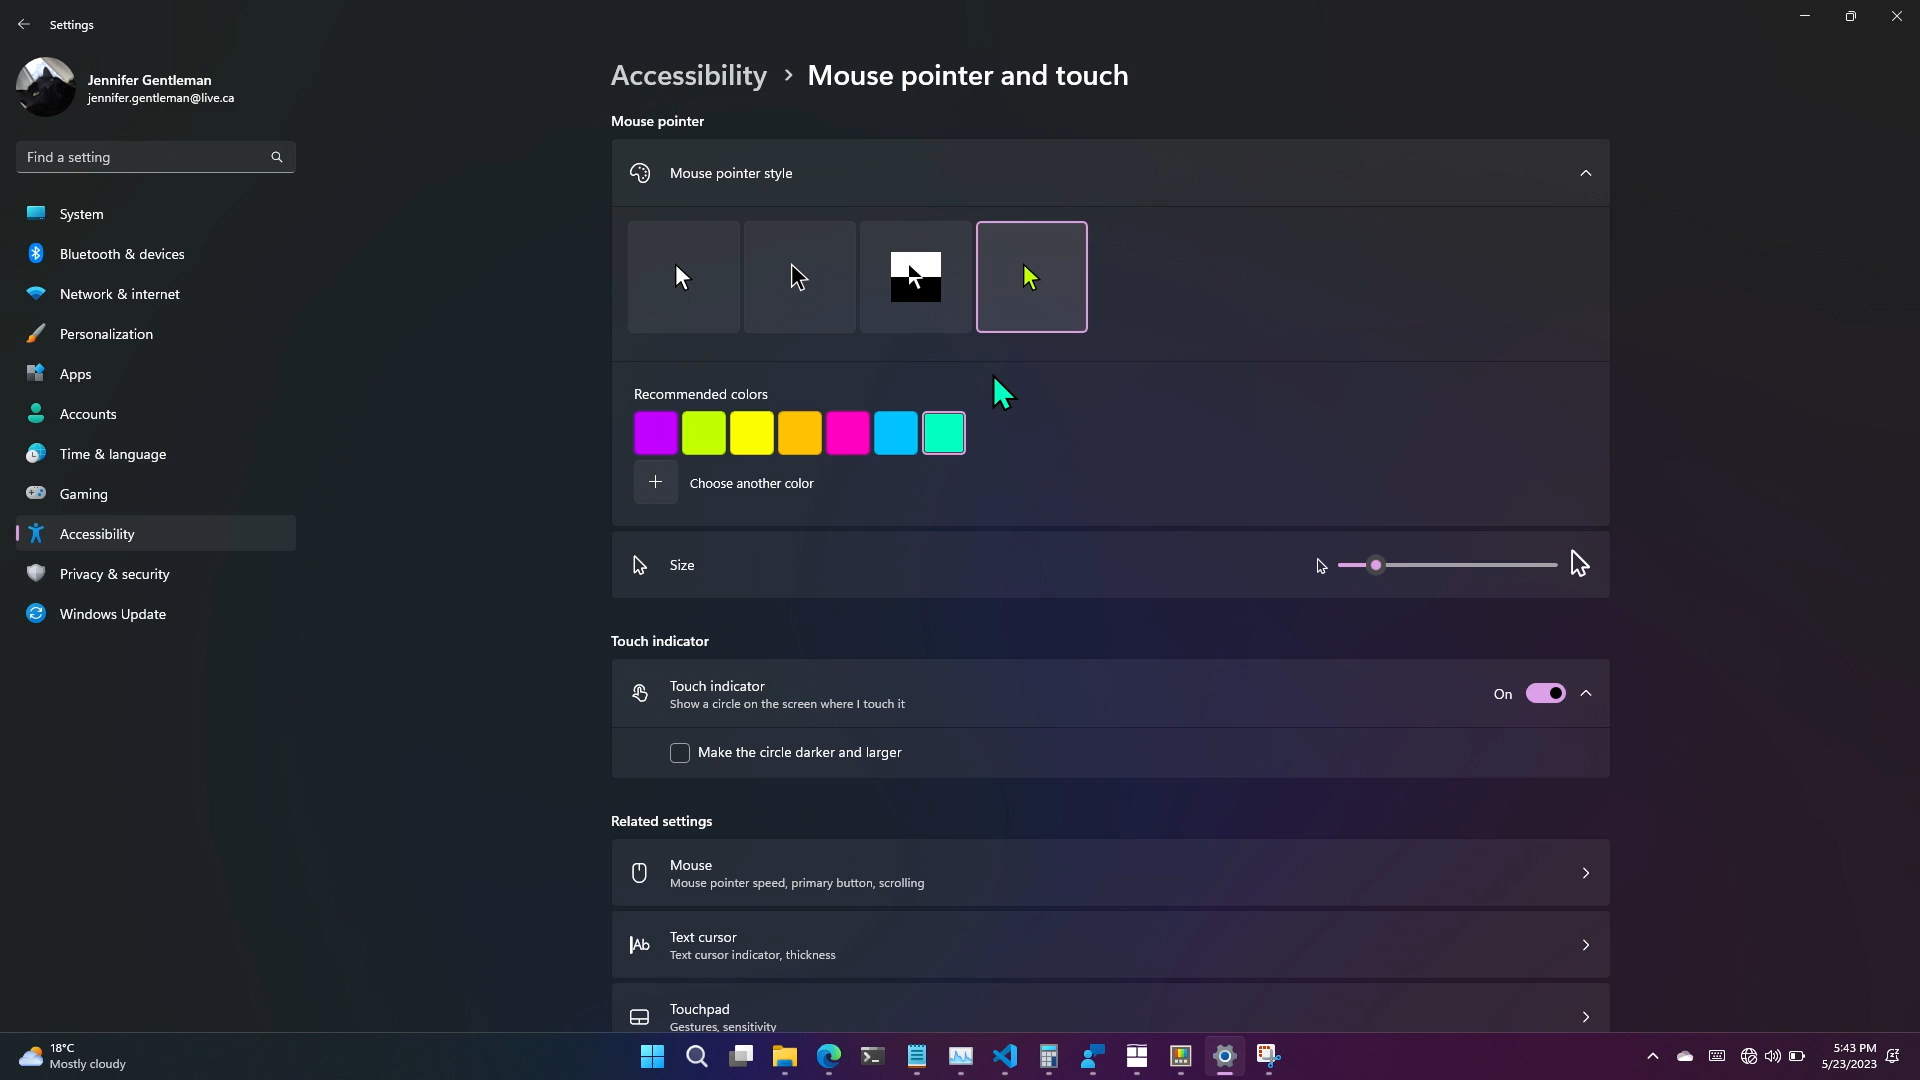 Settings
Jennifer Gentleman
jennifer.gentleman@live.ca
Find a setting
System
Bluetooth & devices
Network & internet
Personalization
Apps
Accounts
Time & language
Gaming
Accessibility
Privacy & security
Windows Update
Accessibility > Mouse pointer and touch
Mouse pointer
Mouse pointer style
Recommended colors
Choose another color
Size
Touch indicator
Touch indicator
Show a circle on the screen where I touch it
On
Make the circle darker and larger
Related settings
Mouse
Mouse pointer speed, primary button, scrolling
Ab
Text cursor
Text cursor indicator, thickness
Touchpad
Gestures, sensitivity
18°C
Mostly cloudy
5:43 PM
5/23/2023